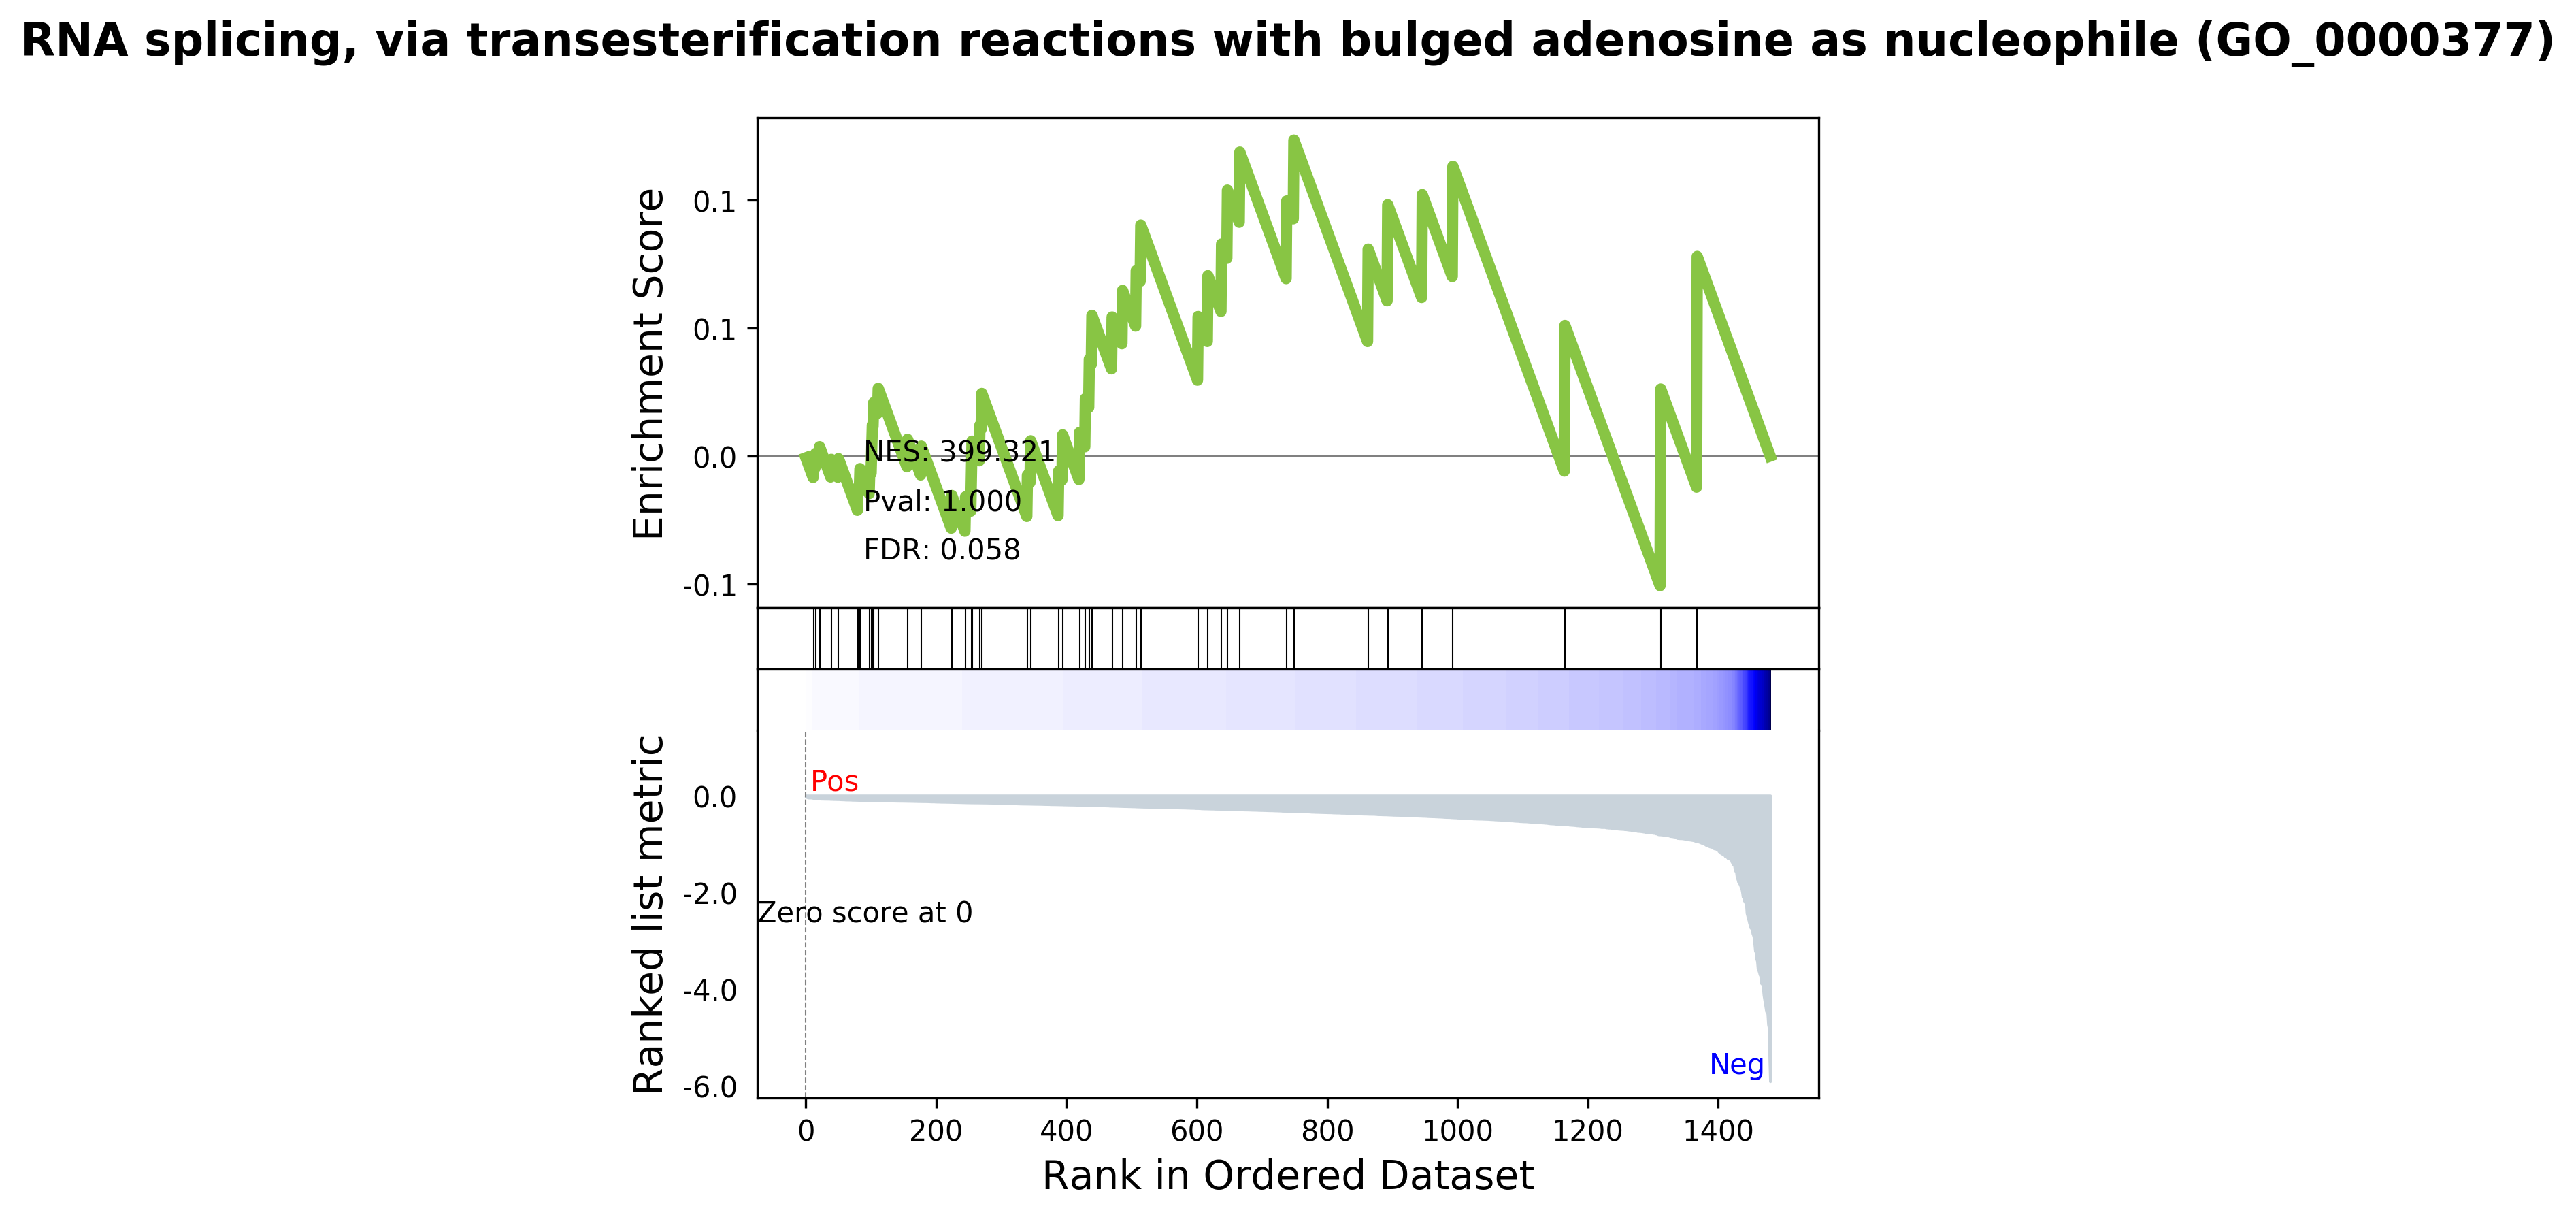 RNA splicing, via transesterification reactions with bulged adenosine as nucleophile (GO_0000377)
Enrichment Score
0.1
0.1
0.0
-0.1
NES: 399.321
Pval: 1.000
FDR: 0.058
Ranked list metric
Pos
0.0
-2.0
Zero score at 0
-4.0
Neg
-6.0
0 200 400 600 800 1000 1200 1400
Rank in Ordered Dataset